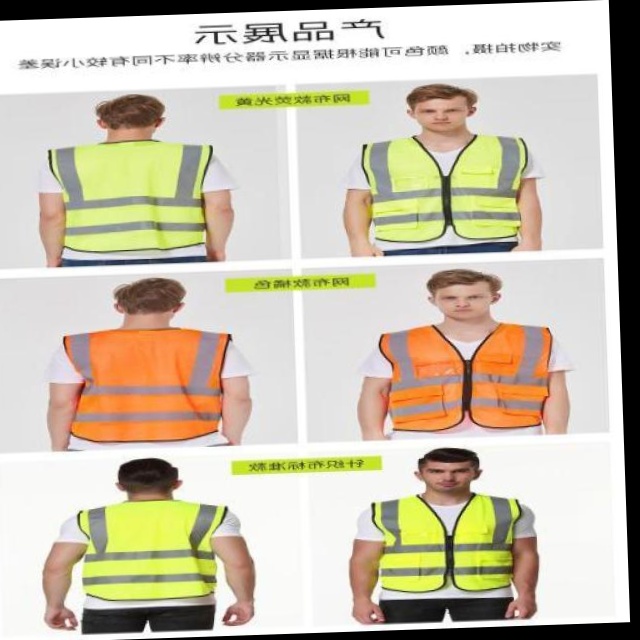 产品展示
实物拍摄，颜色可能根据显示器分辨率不同有较小误差
网布款荧光黄
网布款橘色
针织布标准款